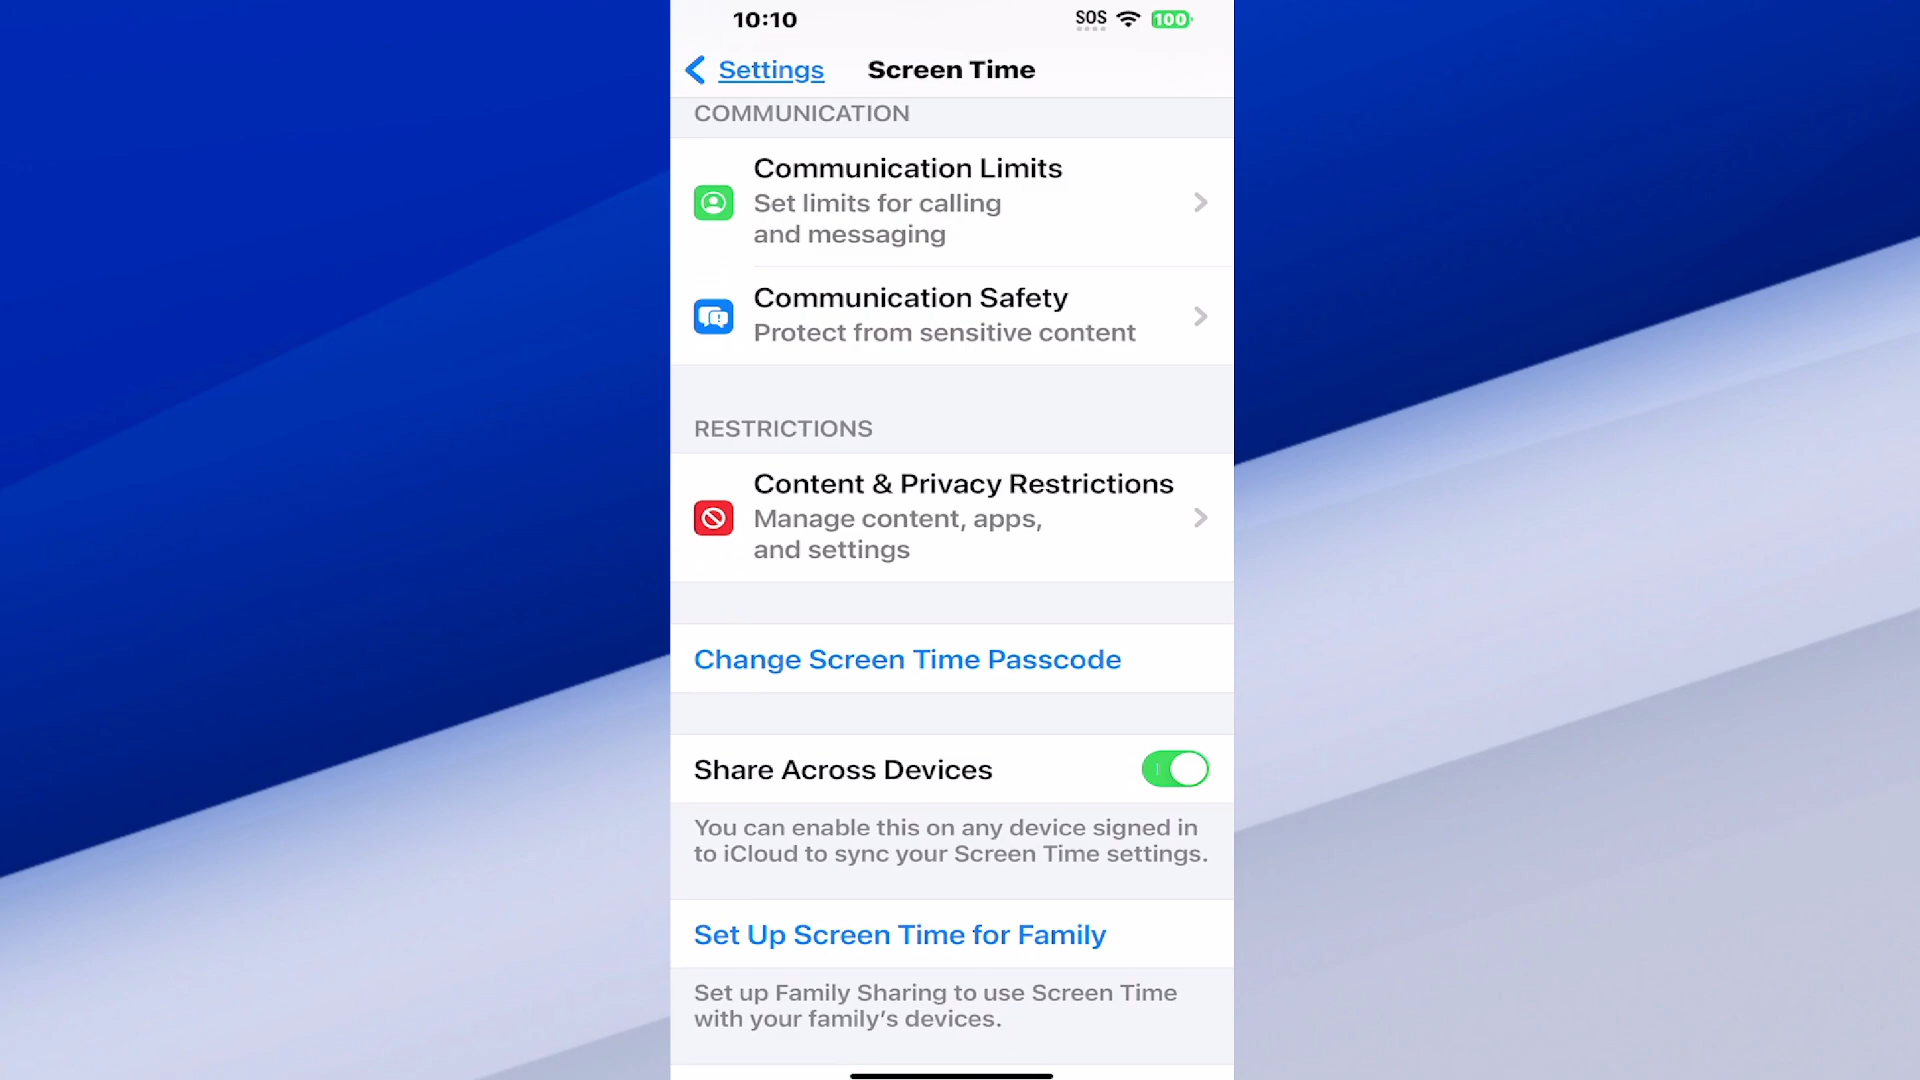 10:10 SOS 100
Settings Screen Time
COMMUNICATION
Communication Limits
Set limits for calling
and messaging
Communication Safety
Protect from sensitive content
RESTRICTIONS
Content & Privacy Restrictions
Manage content, apps,
and settings
Change Screen Time Passcode
Share Across Devices
You can enable this on any device signed in
to iCloud to sync your Screen Time settings.
Set Up Screen Time for Family
Set up Family Sharing to use Screen Time
with your family’s devices.